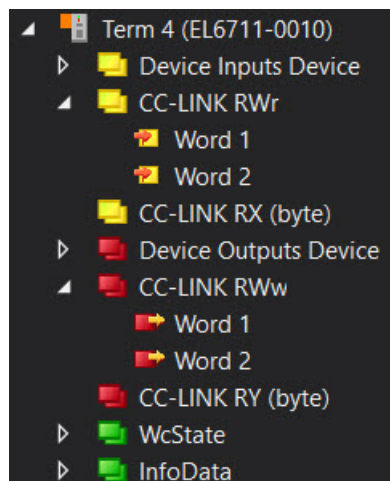 Term 4 (EL6711-0010)
Device Inputs Device
CC-LINK RWr
Word 1
Word 2
CC-LINK RX (byte)
Device Outputs Device
CC-LINK RWw
Word 1
Word 2
CC-LINK RY (byte)
WcState
InfoData